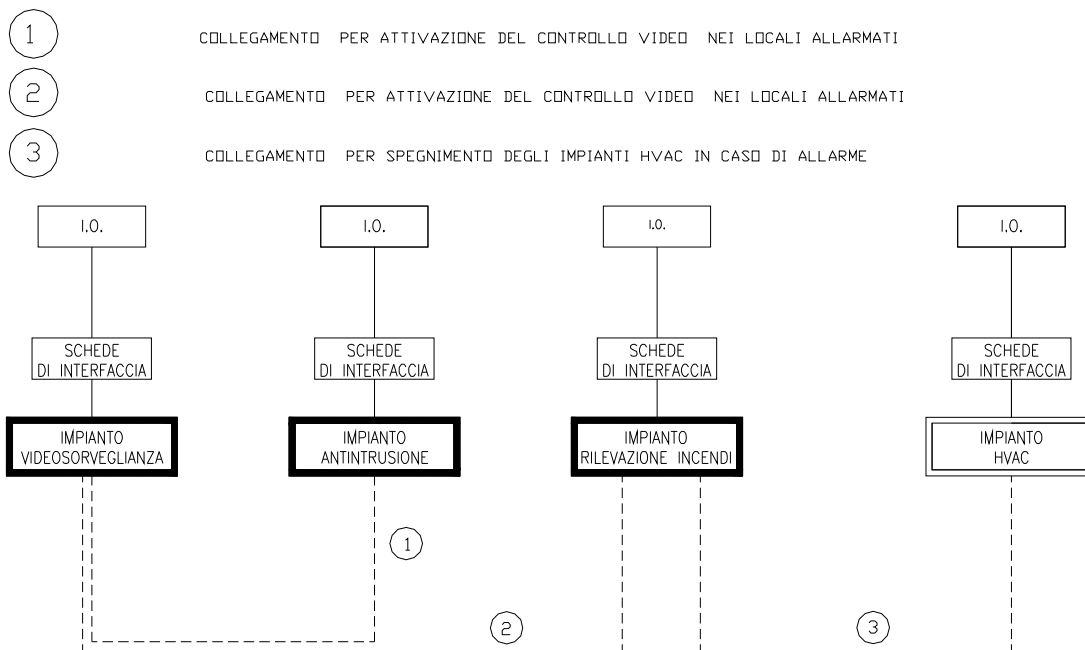 1 COLLEGAMENTO PER ATTIVAZIONE DEL CONTROLLO VIDEO NEI LOCALI ALLARMATI
2 COLLEGAMENTO PER ATTIVAZIONE DEL CONTROLLO VIDEO NEI LOCALI ALLARMATI
3 COLLEGAMENTO PER SPEGNIMENTO DEGLI IMPIANTI HVAC IN CASO DI ALLARME
I.O.
I.O.
I.O.
I.O.
SCHEDE
DI INTERFACCIA
SCHEDE
DI INTERFACCIA
SCHEDE
DI INTERFACCIA
SCHEDE
DI INTERFACCIA
IMPIANTO
VIDEOSORVEGLIANZA
IMPIANTO
ANTINTRUSIONE
IMPIANTO
RILEVAZIONE INCENDI
IMPIANTO
HVAC
1
2
3